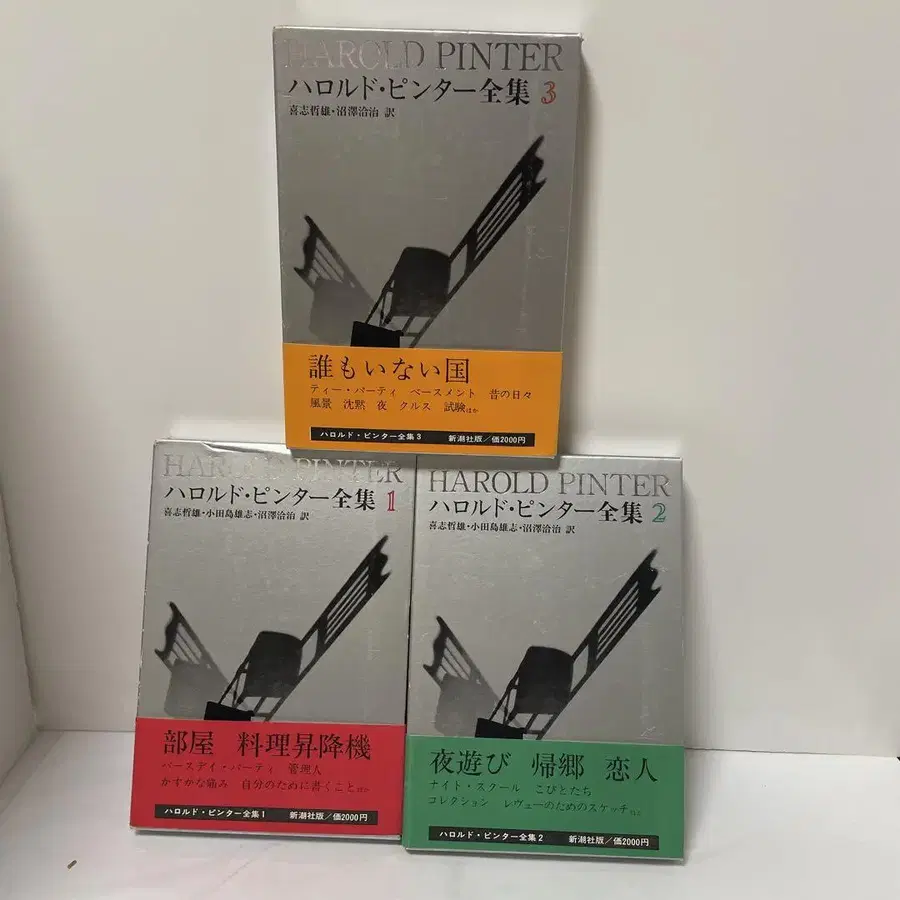 HAROLD PINTER
ハロルド・ピンター全集 3
喜志哲雄・沼澤洽治 訳
誰もいない国
ティー・パーティ ベースメント 昔の日々
風景 沈黙 夜 クルス 試験ほか
ハロルド・ピンター全集3 新潮社版/価2000円
HAROLD PINTER
ハロルド・ピンター全集 1
喜志哲雄・小田島雄志・沼澤洽治 訳
部屋 料理昇降機
バースデイ・パーティ 管理人
かすかな痛み 自分のために書くことほか
ハロルド・ピンター全集1 新潮社版/価2000円
HAROLD PINTER
ハロルド・ピンター全集 2
喜志哲雄・小田島雄志・沼澤洽治 訳
夜遊び 帰郷 恋人
ナイト・スクール こびとたち
コレクション レヴューのためのスケッチほか
ハロルド・ピンター全集2 新潮社版/価2000円